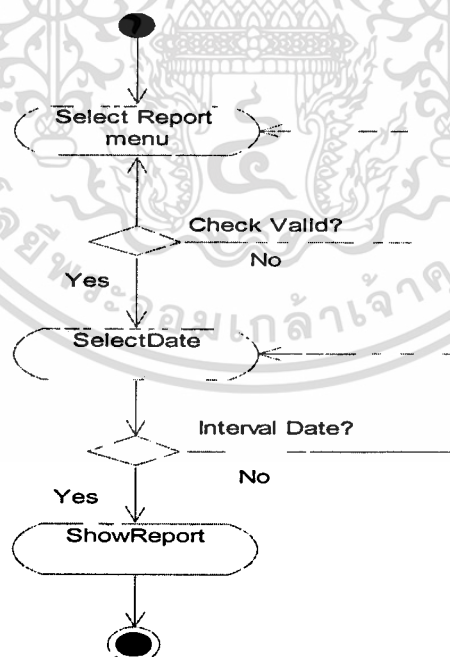 Select Report
menu
Check Valid?
No
Yes
SelectDate
Interval Date?
No
Yes
ShowReport